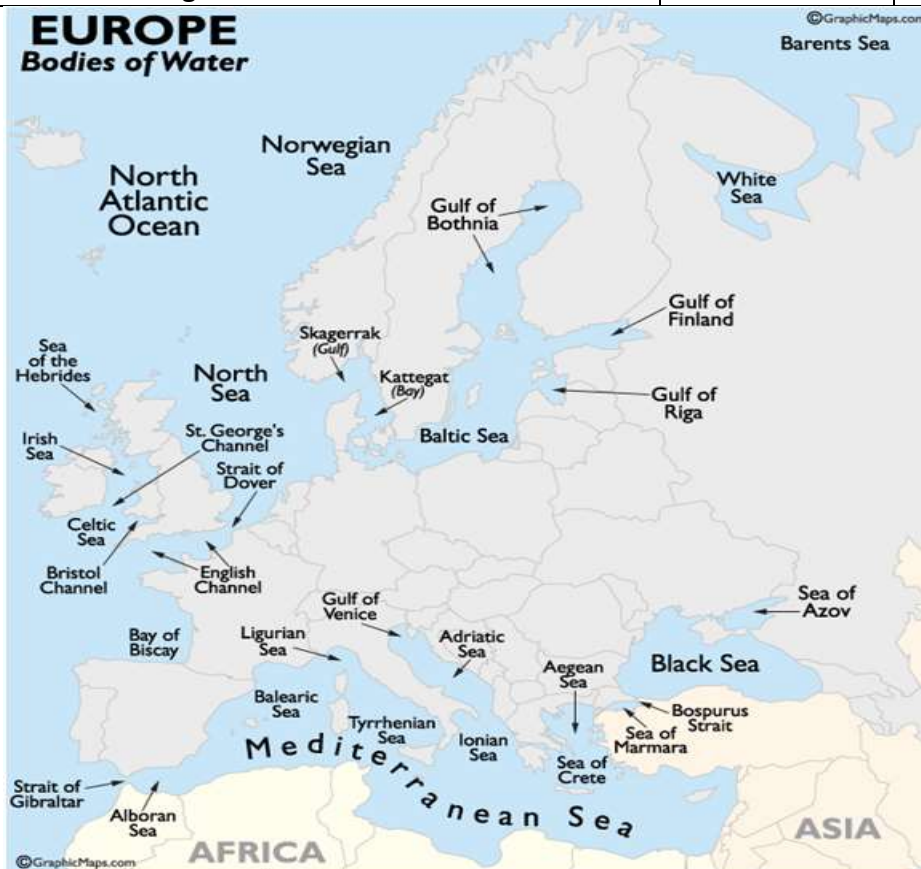 EUROPE
Bodies of Water
©GraphicMaps.com
Barents Sea
Norwegian
Sea
North
Atlantic
Ocean
White
Sea
Gulf of
Bothnia
Gulf of
Finland
Skagerrak
(Gulf)
Sea
of the
Hebrides
North
Sea
Kattegat
(Bay)
Gulf of
Riga
St. George's
Channel
Irish
Sea
Baltic Sea
Strait of
Dover
Celtic
Sea
Bristol
Channel
English
Channel
Gulf of
Venice
Sea of
Azov
Bay of
Biscay
Ligurian
Sea
Adriatic
Sea
Black Sea
Aegean
Sea
Balearic
Sea
Tyrrhenian
Sea
Ionian
Sea
Bospurus
Strait
Sea of
Marmara
Mediterranean Sea
Sea of
Crete
Strait of
Gibraltar
Alboran
Sea
AFRICA
ASIA
©GraphicMaps.com